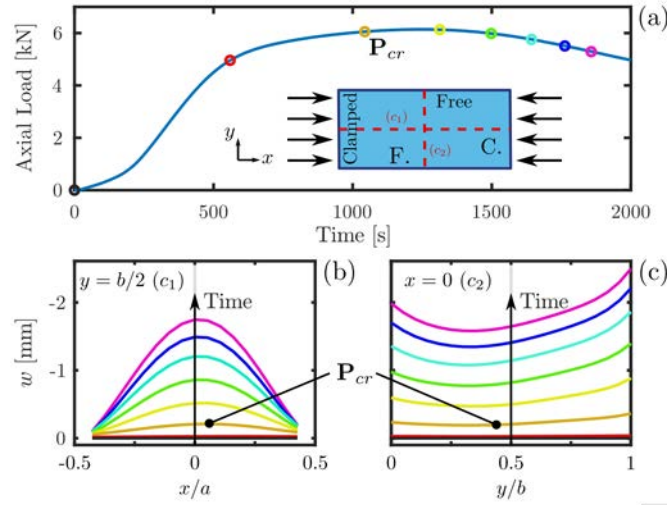 (a)
Axial Load [kN]
6
4
2
0
P_cr
Clamped
Free
(c_1)
(c_2)
F.
C.
y
x
0
500
1000
1500
2000
Time [s]
(b)
y = b/2 (c_1)
Time
w [mm]
-2
-1
0
-0.5
0
0.5
x/a
P_cr
(c)
x = 0 (c_2)
Time
0
0.5
1
y/b